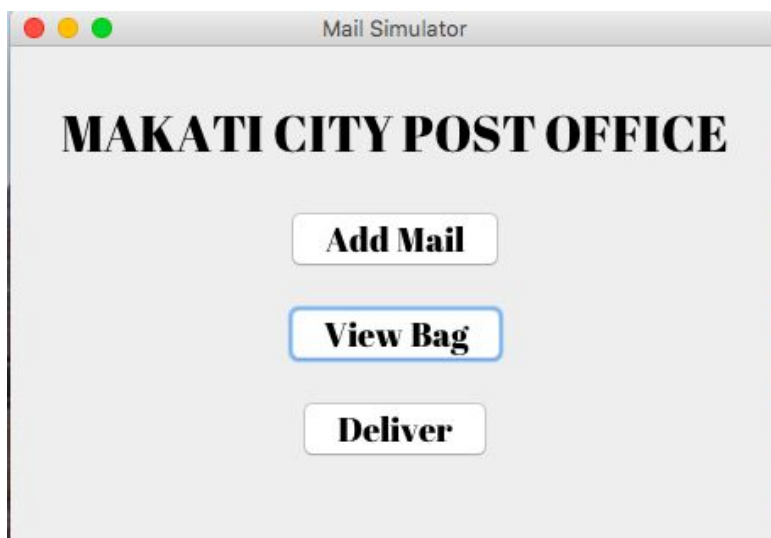 Mail Simulator
MAKATI CITY POST OFFICE
Add Mail
View Bag
Deliver